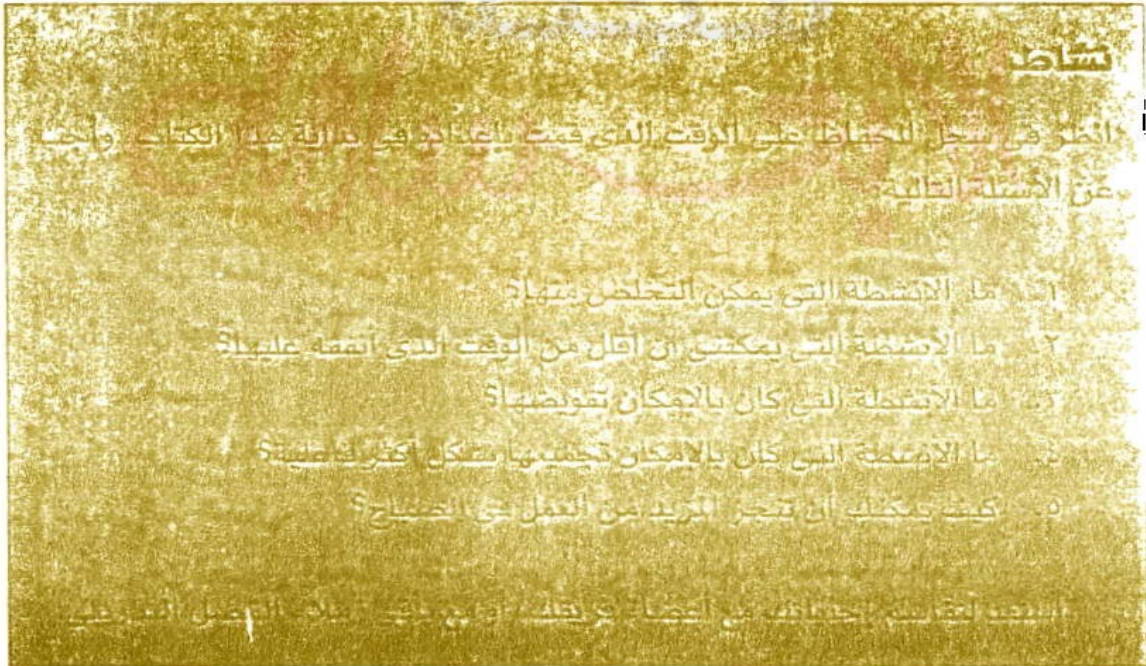 نشاط
انظر في سجل الحفاظ على الوقت الذي قمت بإعداده في بداية هذا الكتاب وأجب
عن الأسئلة التالية:
١. ما الأنشطة التي يمكن التخلص منها؟
٢. ما الأنشطة التي يمكنني أن أقلل من الوقت الذي أنفقه عليها؟
٣. ما الأنشطة التي كان بالإمكان تفويضها؟
٤. ما الأنشطة التي كان بالإمكان تجميعها بشكل أكثر فاعلية؟
٥. كيف يمكنك أن تنجز المزيد من العمل في الصباح؟
من أعضاء فريقك